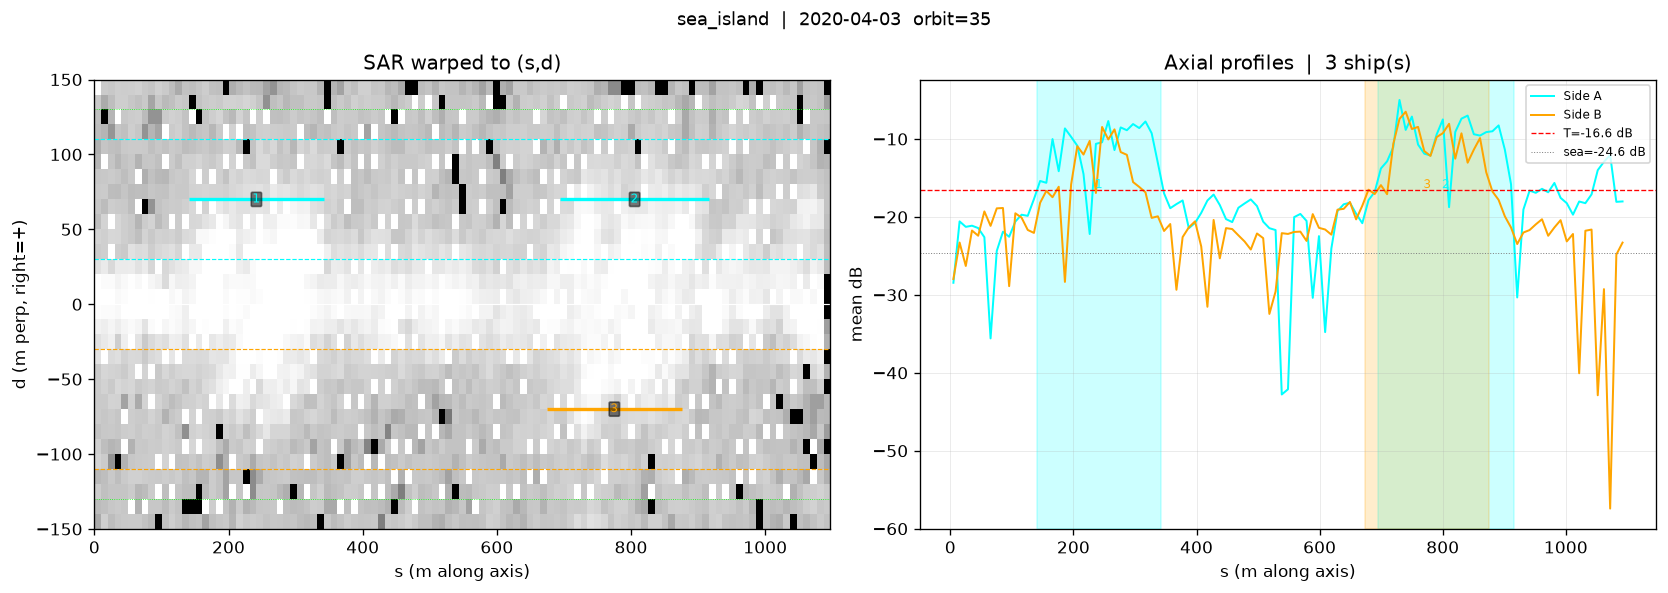 sea_island | 2020-04-03 orbit=35
SAR warped to (s,d)
150
100
50
0
−50
−100
−150
d (m perp, right=+)
1
2
3
0
200
400
600
800
1000
s (m along axis)
Axial profiles | 3 ship(s)
−10
−20
−30
−40
−50
−60
mean dB
Side A
Side B
T=-16.6 dB
sea=-24.6 dB
1
3
2
0
200
400
600
800
1000
s (m along axis)